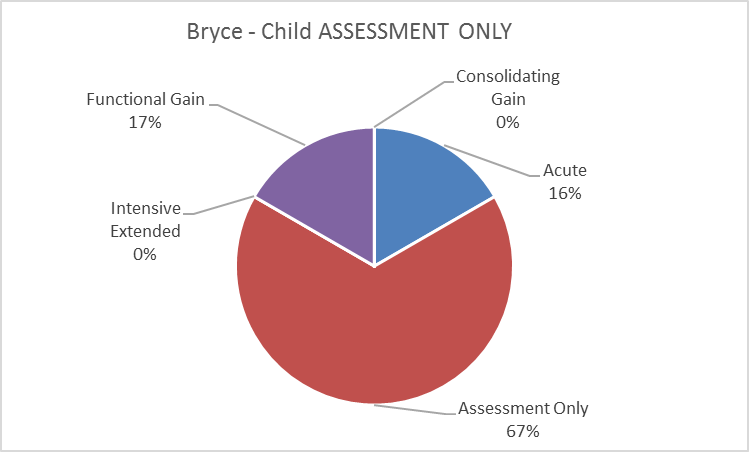 Bryce - Child ASSESSMENT ONLY
Consolidating
Gain
0%
Functional Gain
17%
Acute
16%
Intensive
Extended
0%
Assessment Only
67%